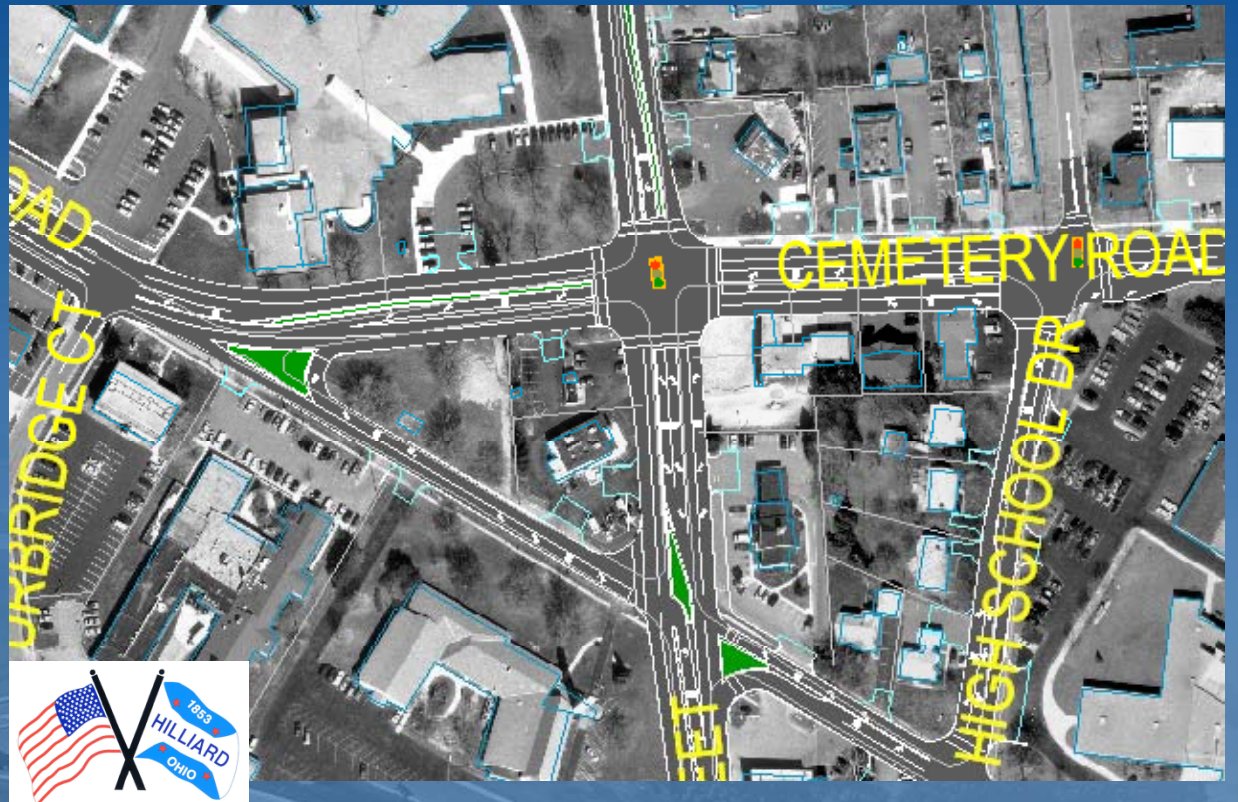 OAD
CEMETERY ROAD
URBRIDGE CT
HIGH SCHOOL DR
EET
1853
HILLIARD
OHIO